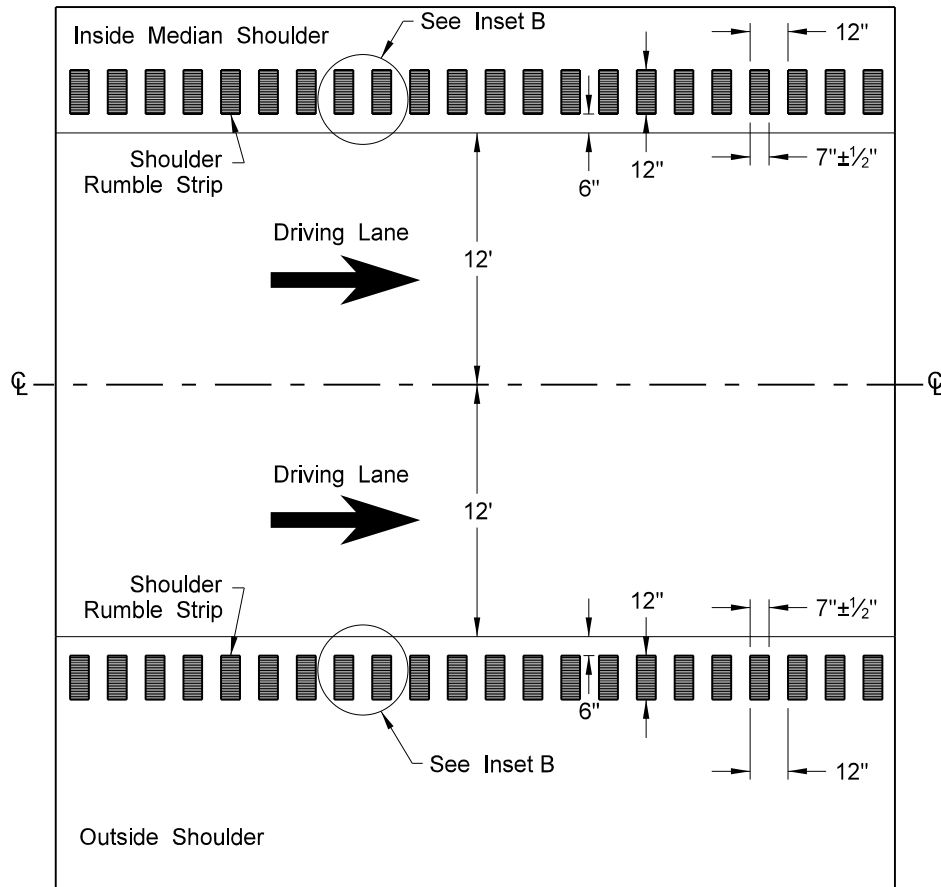 See Inset B
Inside Median Shoulder
12"
Shoulder
Rumble Strip
6"
12"
7"±½"
Driving Lane
12'
℄
℄
Driving Lane
12'
Shoulder
Rumble Strip
12"
7"±½"
6"
See Inset B
12"
Outside Shoulder